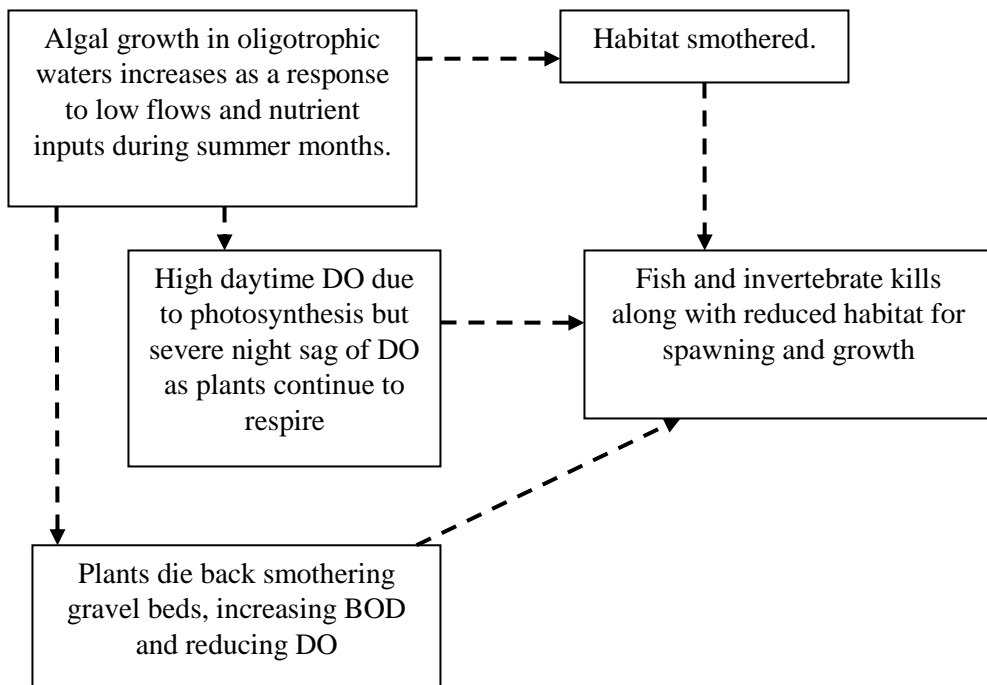 Algal growth in oligotrophic
waters increases as a response
to low flows and nutrient
inputs during summer months.
Habitat smothered.
High daytime DO due
to photosynthesis but
severe night sag of DO
as plants continue to
respire
Fish and invertebrate kills
along with reduced habitat for
spawning and growth
Plants die back smothering
gravel beds, increasing BOD
and reducing DO